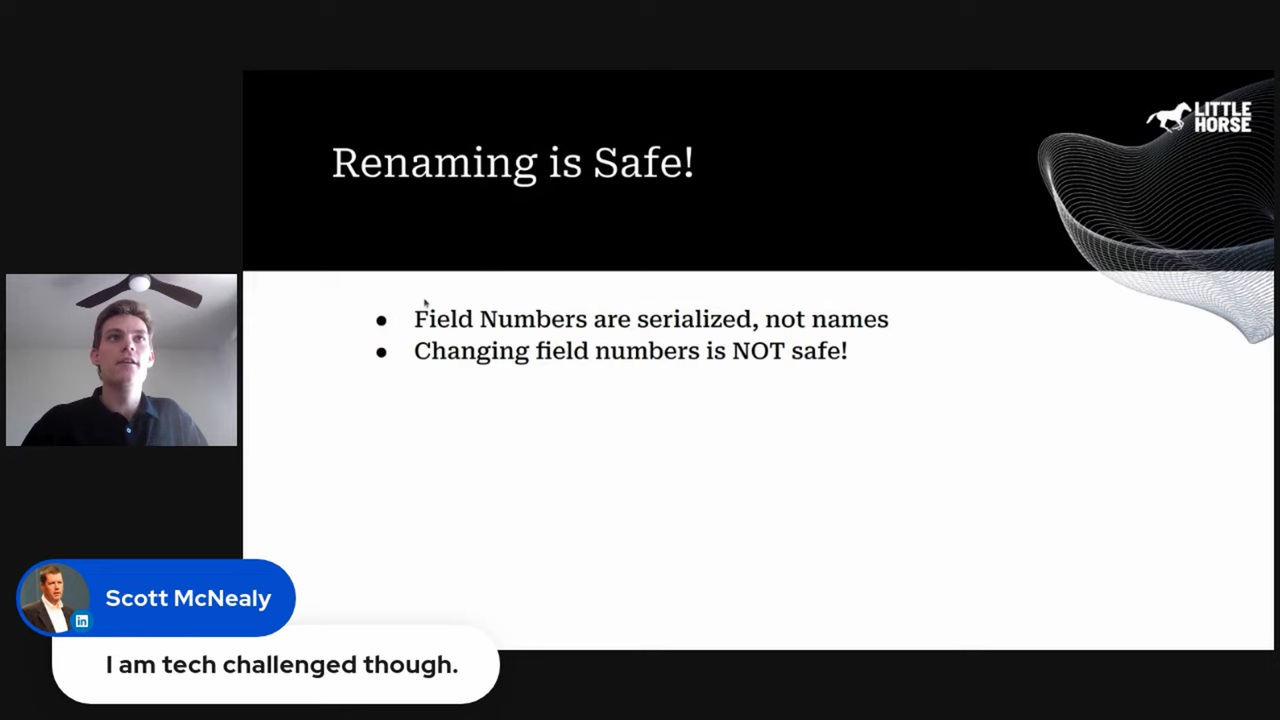 LITTLE
HORSE
Renaming is Safe!
● Field Numbers are serialized, not names
● Changing field numbers is NOT safe!
Scott McNealy
in
I am tech challenged though.